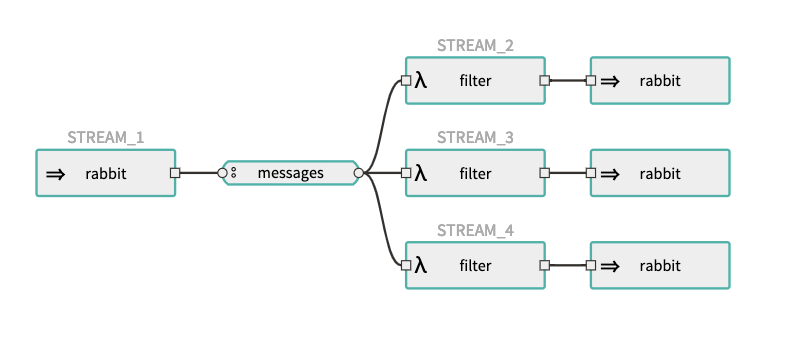 STREAM_2
λ filter
rabbit
STREAM_1
rabbit
messages
STREAM_3
λ filter
rabbit
STREAM_4
λ filter
rabbit